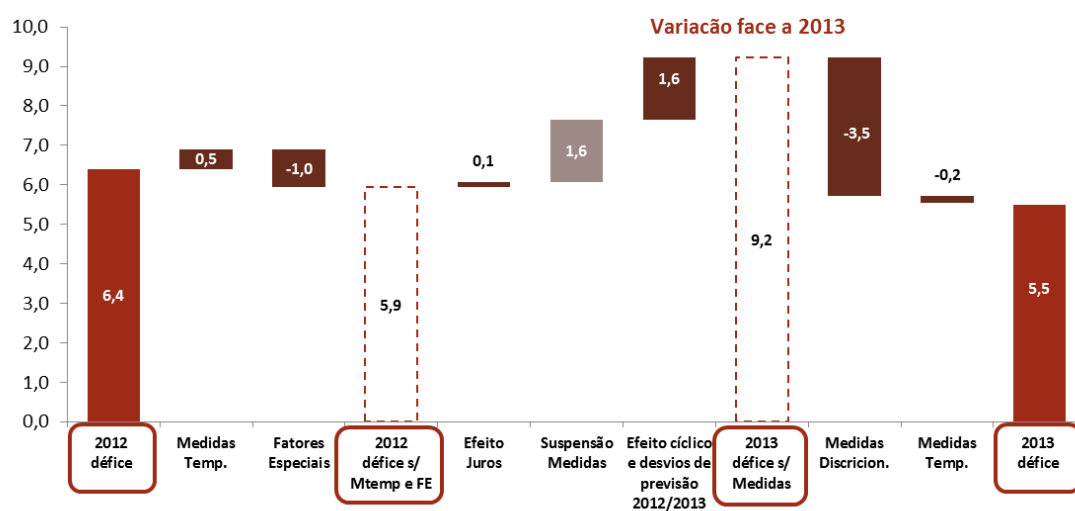 Variacão face a 2013
10,0
9,0
8,0
7,0
6,0
5,0
4,0
3,0
2,0
1,0
0,0
6,4
0,5
-1,0
5,9
0,1
1,6
1,6
9,2
-3,5
-0,2
5,5
2012
défice
Medidas
Temp.
Fatores
Especiais
2012
défice s/
Mtemp e FE
Efeito
Juros
Suspensão
Medidas
Efeito cíclico
e desvios de
previsão
2012/2013
2013
défice s/
Medidas
Medidas
Discricion.
Medidas
Temp.
2013
défice